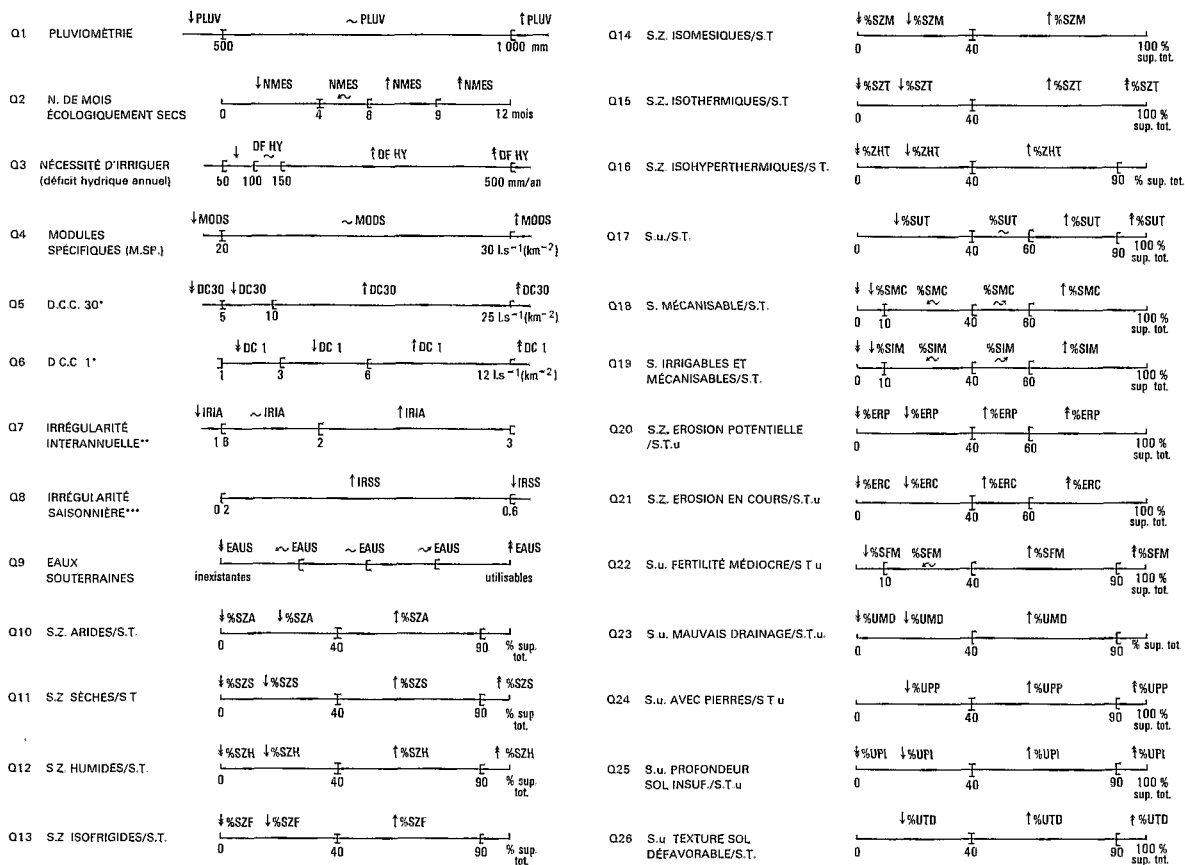 ↓PLUV ~PLUV ↑PLUV
Q1 PLUVIOMÉTRIE
500 1 000 mm
↓NMES NMES ↑NMES ↟NMES
Q2 N. DE MOIS
ÉCOLOGIQUEMENT SECS
0 4 6 9 12 mois
↓ DF HY ~ ↑DF HY ↟DF HY
Q3 NÉCESSITÉ D'IRRIGUER
(déficit hydrique annuel)
50 100 150 500 mm/an
↓MODS ~MODS ↑MODS
Q4 MODULES
SPÉCIFIQUES (M.SP.)
20 30 l.s⁻¹(km⁻²)
↡DC30 ↓DC30 ↑DC30 ↟DC30
Q5 D.C.C. 30*
5 10 25 l.s⁻¹(km⁻²)
↡DC 1 ↓DC 1 ↑DC 1 ↟DC 1
Q6 D C.C 1*
1 3 6 12 l.s⁻¹(km⁻²)
↓IRIA ~IRIA ↑IRIA
Q7 IRRÉGULARITÉ
INTERANNUELLE**
1 6 2 3
↑IRSS ↓IRSS
Q8 IRRÉGULARITÉ
SAISONNIÈRE***
0 2 0.6
↡EAUS EAUS ~EAUS EAUS ↟EAUS
Q9 EAUX
SOUTERRAINES
inexistantes utilisables
↡%SZA ↓%SZA ↑%SZA
Q10 S.Z. ARIDES/S.T.
0 40 90 % sup.
tot.
↡%SZS ↓%SZS ↑%SZS ↟%SZS
Q11 S.Z SÈCHES/S T
0 40 90 % sup
tot.
↡%SZH ↓%SZH ↑%SZH ↟%SZH
Q12 S Z. HUMIDES/S.T.
0 40 90 % sup.
tot.
↡%SZF ↓%SZF ↑%SZF
Q13 S.Z ISOFRIGIDES/S.T.
0 40 90 % sup.
tot.
↡%SZM ↓%SZM ↑%SZM
Q14 S.Z. ISOMESIQUES/S.T
0 40 100 %
sup. tot.
↡%SZT ↓%SZT ↑%SZT ↟%SZT
Q15 S.Z. ISOTHERMIQUES/S.T
0 40 100 %
sup. tot.
↡%ZHT ↓%ZHT ↑%ZHT
Q16 S.Z. ISOHYPERTHERMIQUES/S T.
0 40 90 % sup. tot.
↓%SUT %SUT ~ ↑%SUT ↟%SUT
Q17 S.u./S.T.
0 40 60 90 100 %
sup. tot.
↡ ↓%SMC %SMC %SMC ↑%SMC
Q18 S. MÉCANISABLE/S.T.
0 10 40 60 100 %
sup. tot.
↡ ↓%SIM %SIM %SIM ↑%SIM
Q19 S. IRRIGABLES ET
MÉCANISABLES/S.T.
0 10 40 60 100 %
sup. tot.
↡%ERP ↓%ERP ↑%ERP ↟%ERP
Q20 S.Z. EROSION POTENTIELLE
/S.T.u
0 40 60 100 %
sup. tot.
↡%ERC ↓%ERC ↑%ERC ↟%ERC
Q21 S.Z. EROSION EN COURS/S.T.u
0 40 60 100 %
sup. tot.
↓%SFM %SFM ↑%SFM ↟%SFM
Q22 S.u. FERTILITÉ MÉDIOCRE/S T u
10 40 90 100 %
sup. tot.
↡%UMD ↓%UMD ↑%UMD
Q23 S.u. MAUVAIS DRAINAGE/S.T.u.
0 40 90 % sup. tot.
↓%UPP ↑%UPP ↟%UPP
Q24 S.u. AVEC PIERRES/S T u
0 40 90 100 %
sup. tot.
↡%UPI ↓%UPI ↑%UPI ↟%UPI
Q25 S.u. PROFONDEUR
SOL INSUF./S.T.u
0 40 90 100 %
sup. tot.
↓%UTD ↑%UTD ↟%UTD
Q26 S.u TEXTURE SOL
DÉFAVORABLE/S.T.
0 40 90 100 %
sup. tot.